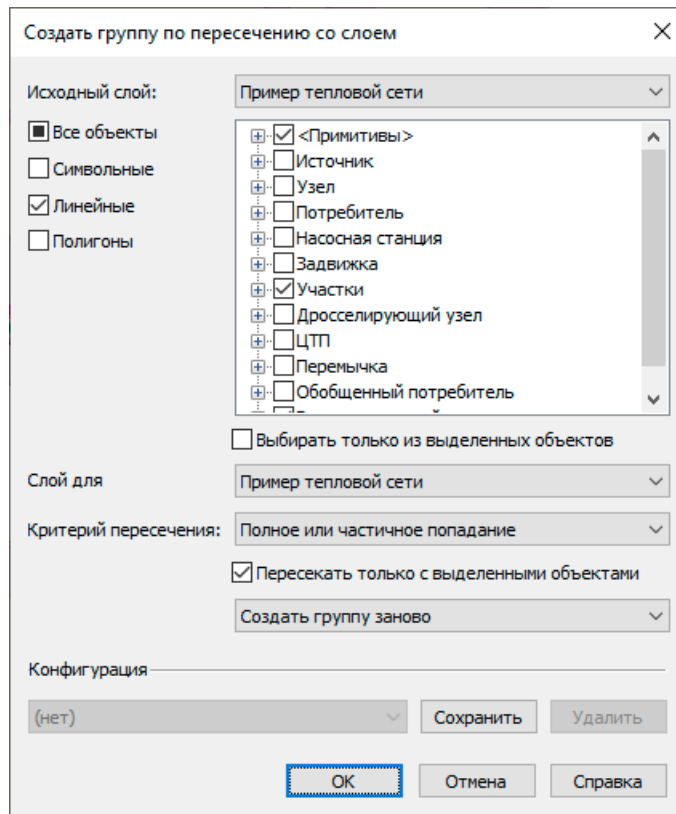 Создать группу по пересечению со слоем
Исходный слой:
Пример тепловой сети
Все объекты
Символьные
Линейные
Полигоны
<Примитивы>
Источник
Узел
Потребитель
Насосная станция
Задвижка
Участки
Дросселирующий узел
ЦТП
Перемычка
Обобщенный потребитель
Выбирать только из выделенных объектов
Слой для
Пример тепловой сети
Критерий пересечения:
Полное или частичное попадание
Пересекать только с выделенными объектами
Создать группу заново
Конфигурация
(нет)
Сохранить
Удалить
ОК
Отмена
Справка